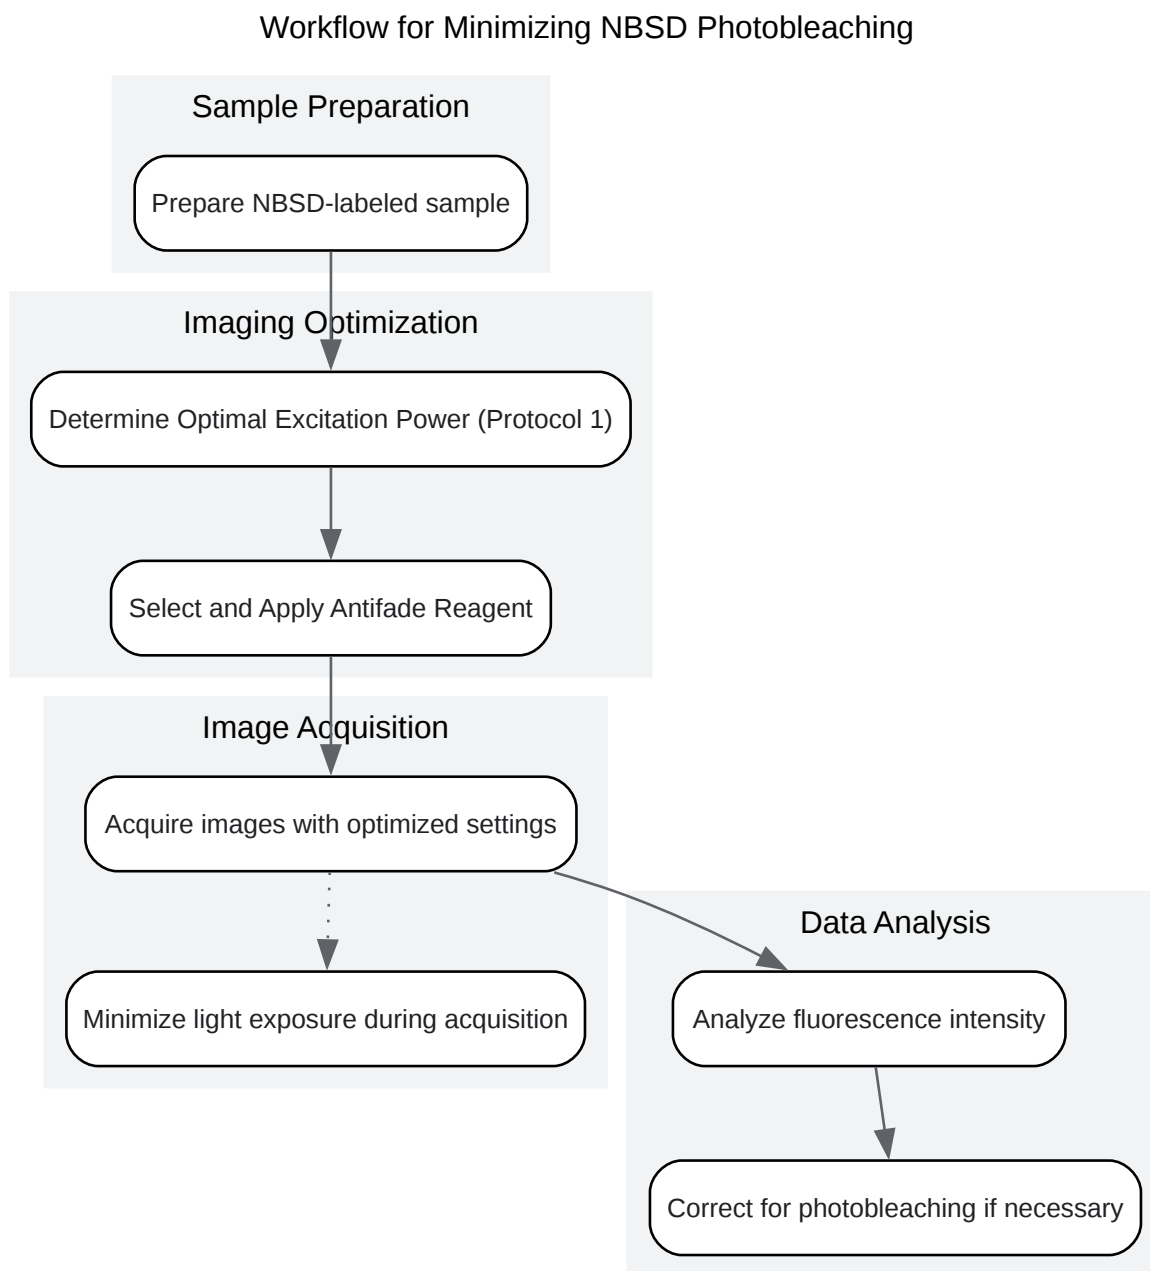 Workflow for Minimizing NBSD Photobleaching
Sample Preparation
Prepare NBSD-labeled sample
Imaging Optimization
Determine Optimal Excitation Power (Protocol 1)
Select and Apply Antifade Reagent
Image Acquisition
Acquire images with optimized settings
Minimize light exposure during acquisition
Data Analysis
Analyze fluorescence intensity
Correct for photobleaching if necessary